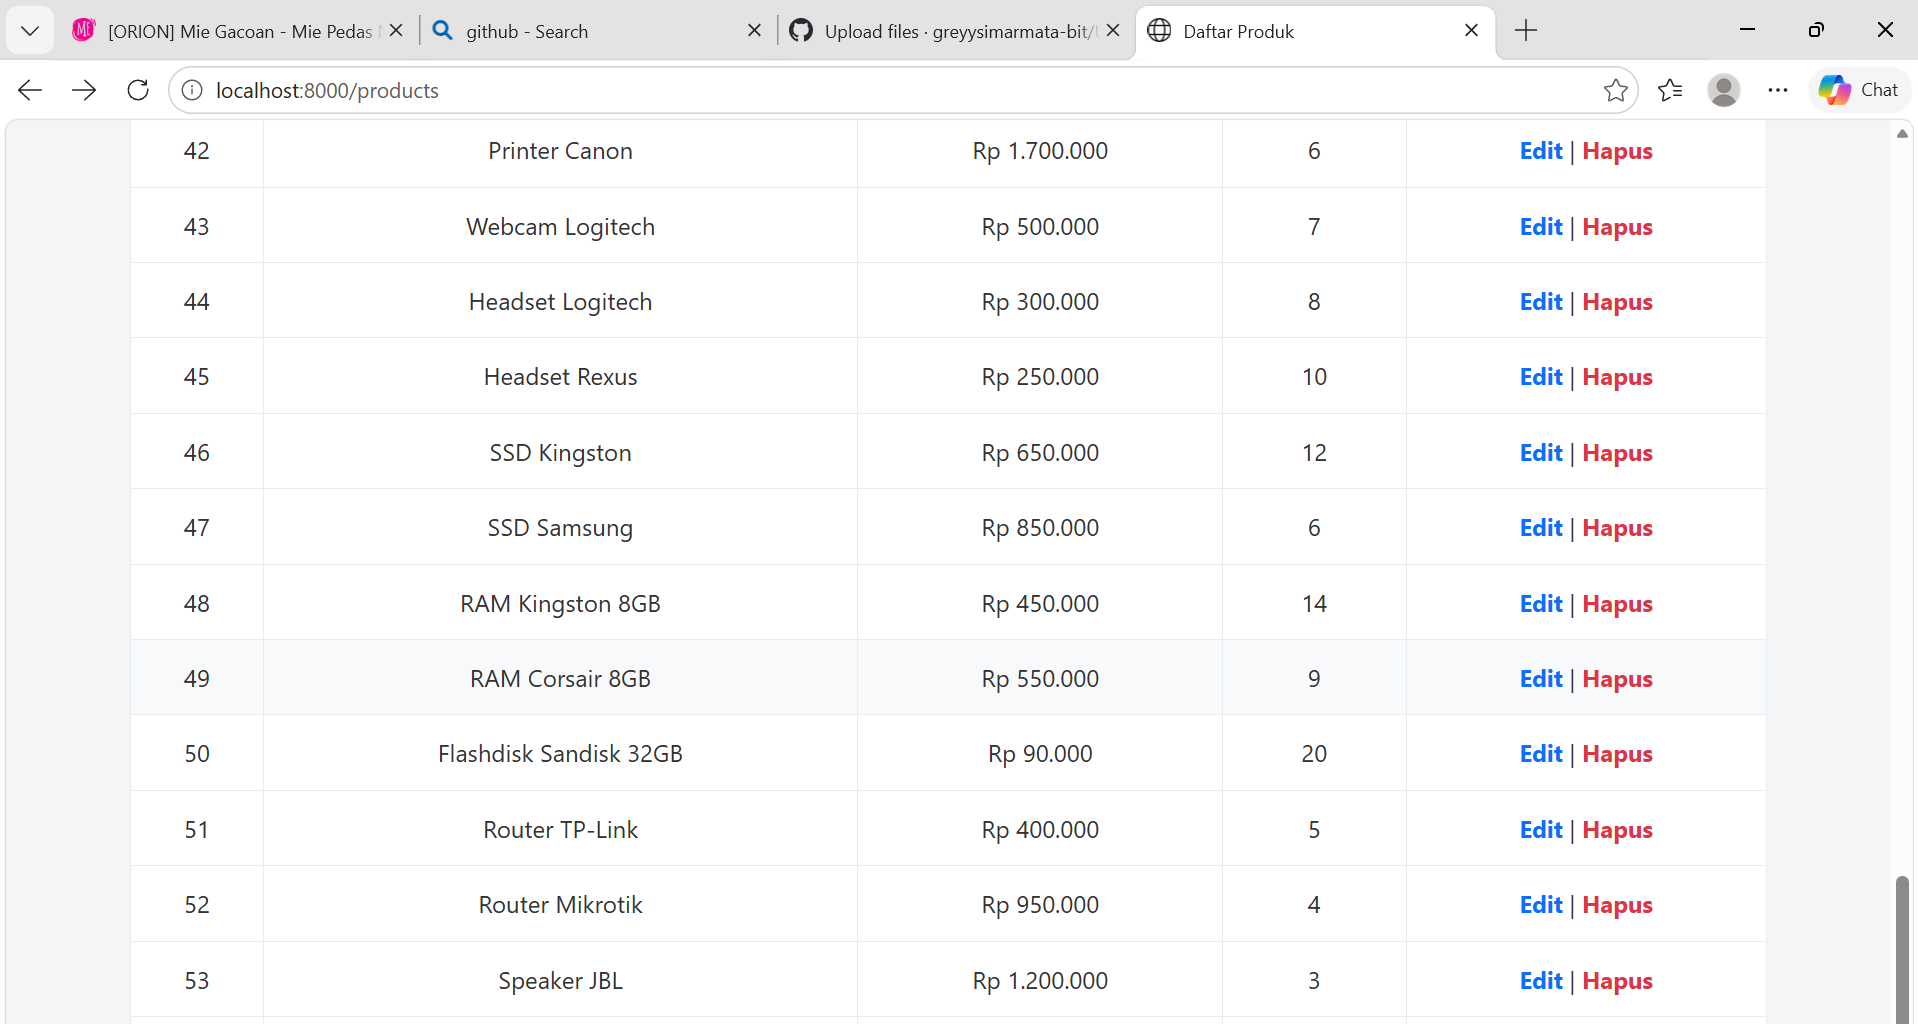 [ORION] Mie Gacoan - Mie Pedas
github - Search
Upload files · greyysimarmata-bit/
Daftar Produk
localhost:8000/products
Chat
42 Printer Canon Rp 1.700.000 6 Edit | Hapus
43 Webcam Logitech Rp 500.000 7 Edit | Hapus
44 Headset Logitech Rp 300.000 8 Edit | Hapus
45 Headset Rexus Rp 250.000 10 Edit | Hapus
46 SSD Kingston Rp 650.000 12 Edit | Hapus
47 SSD Samsung Rp 850.000 6 Edit | Hapus
48 RAM Kingston 8GB Rp 450.000 14 Edit | Hapus
49 RAM Corsair 8GB Rp 550.000 9 Edit | Hapus
50 Flashdisk Sandisk 32GB Rp 90.000 20 Edit | Hapus
51 Router TP-Link Rp 400.000 5 Edit | Hapus
52 Router Mikrotik Rp 950.000 4 Edit | Hapus
53 Speaker JBL Rp 1.200.000 3 Edit | Hapus